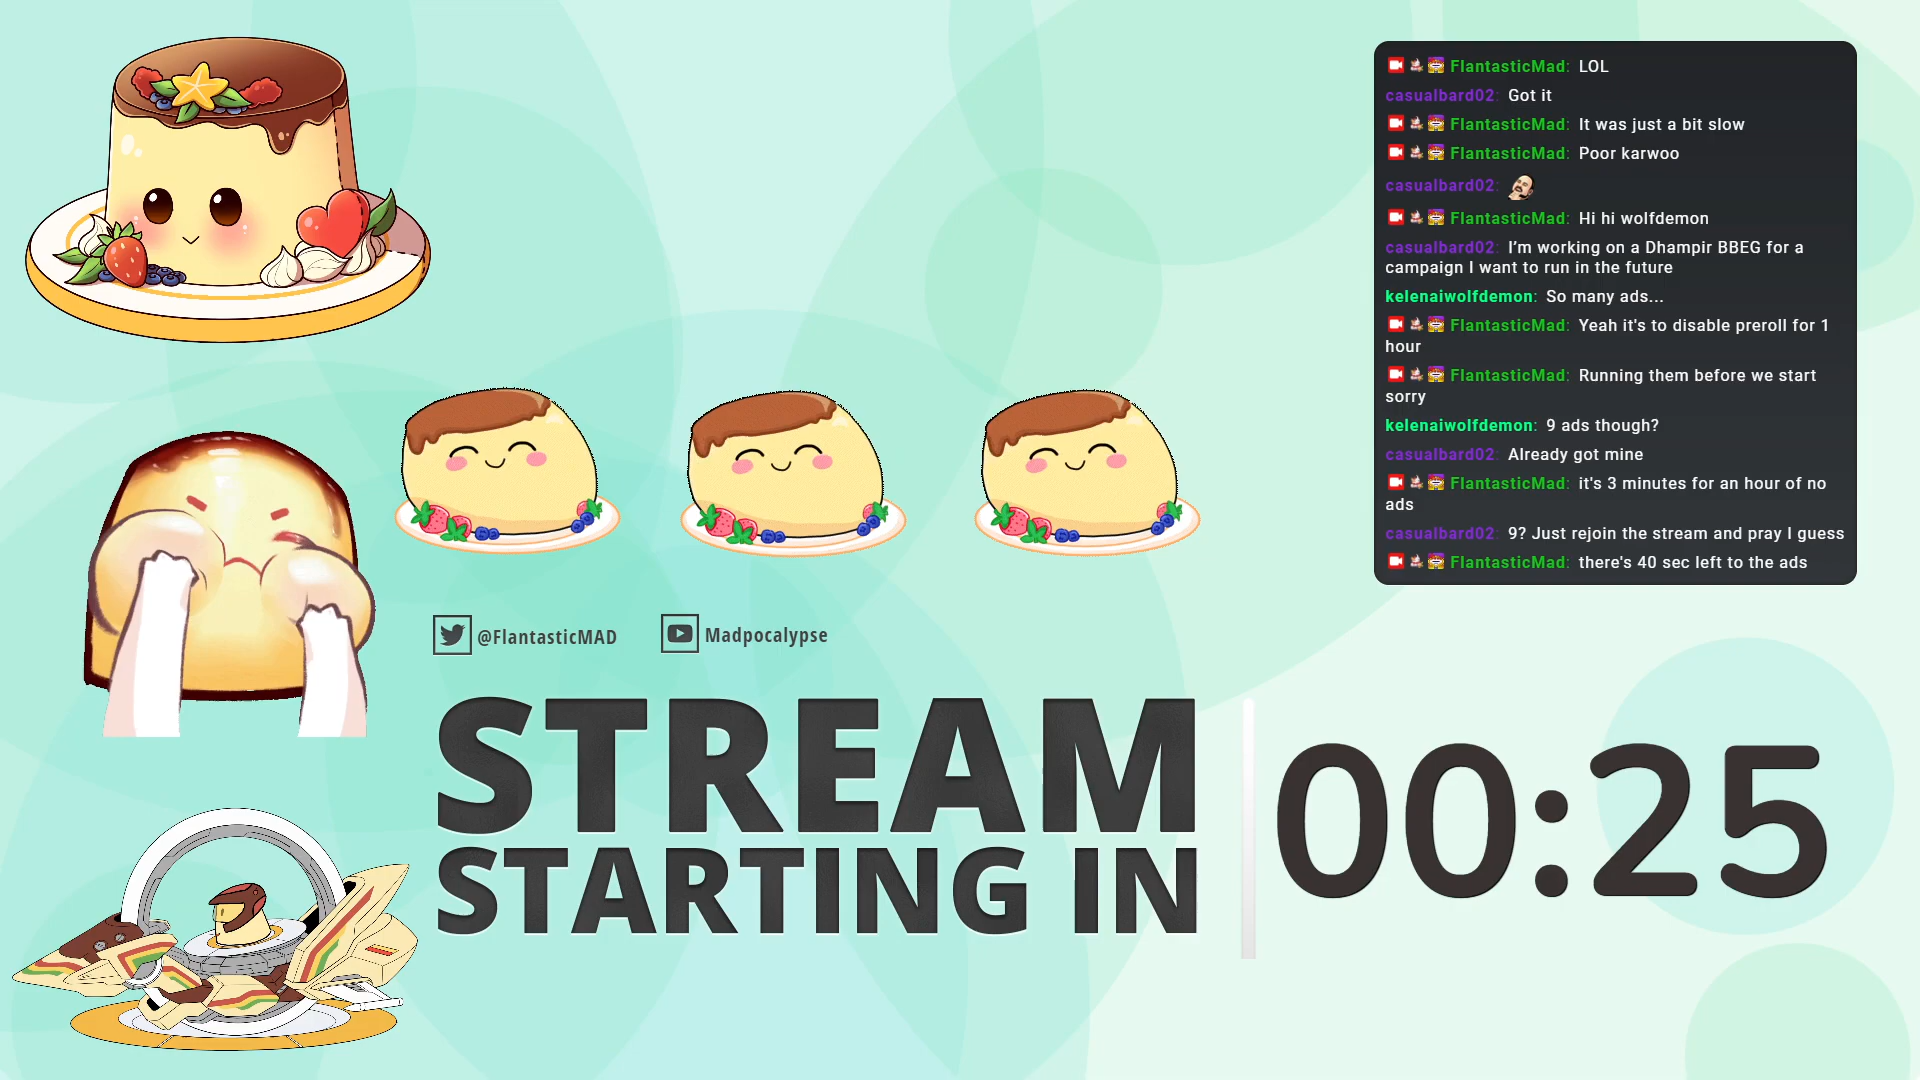 FlantasticMad: LOL
casualbard02: Got it
FlantasticMad: It was just a bit slow
FlantasticMad: Poor karwoo
casualbard02:
FlantasticMad: Hi hi wolfdemon
casualbard02: I'm working on a Dhampir BBEG for a
campaign I want to run in the future
kelenaiwolfdemon: So many ads...
FlantasticMad: Yeah it's to disable preroll for 1
hour
FlantasticMad: Running them before we start
sorry
kelenaiwolfdemon: 9 ads though?
casualbard02: Already got mine
FlantasticMad: it's 3 minutes for an hour of no
ads
casualbard02: 9? Just rejoin the stream and pray I guess
FlantasticMad: there's 40 sec left to the ads
@FlantasticMAD
Madpocalypse
STREAM
STARTING IN
00:25